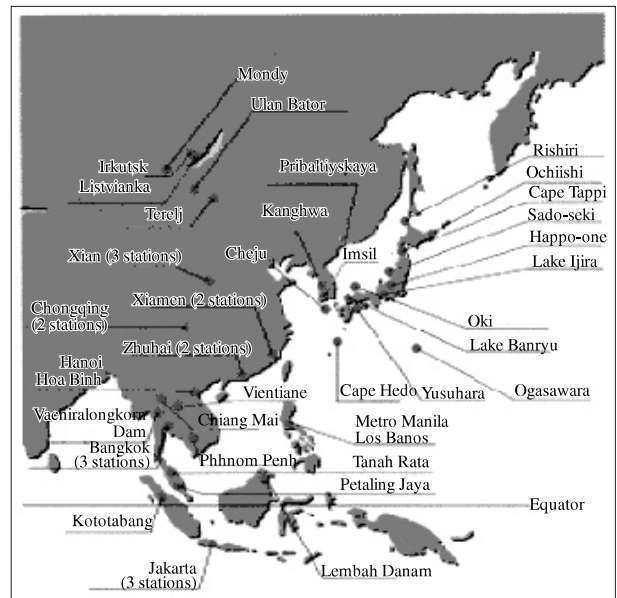 Mondy
Ulan Bator
Rishiri
Irkutsk
Pribaltiyskaya
Ochiishi
Listvianka
Cape Tappi
Terelj
Kanghwa
Sado-seki
Happo-one
Xian (3 stations)
Cheju
Imsil
Lake Ijira
Xiamen (2 stations)
Chongqing
(2 stations)
Oki
Zhuhai (2 stations)
Lake Banryu
Hanoi
Hoa Binh
Vientiane
Cape Hedo
Yusuhara
Ogasawara
Vachiralongkorn
Dam
Chiang Mai
Metro Manila
Los Banos
Bangkok
(3 stations)
Phhnom Penh
Tanah Rata
Petaling Jaya
Equator
Kototabang
Jakarta
(3 stations)
Lembah Danam